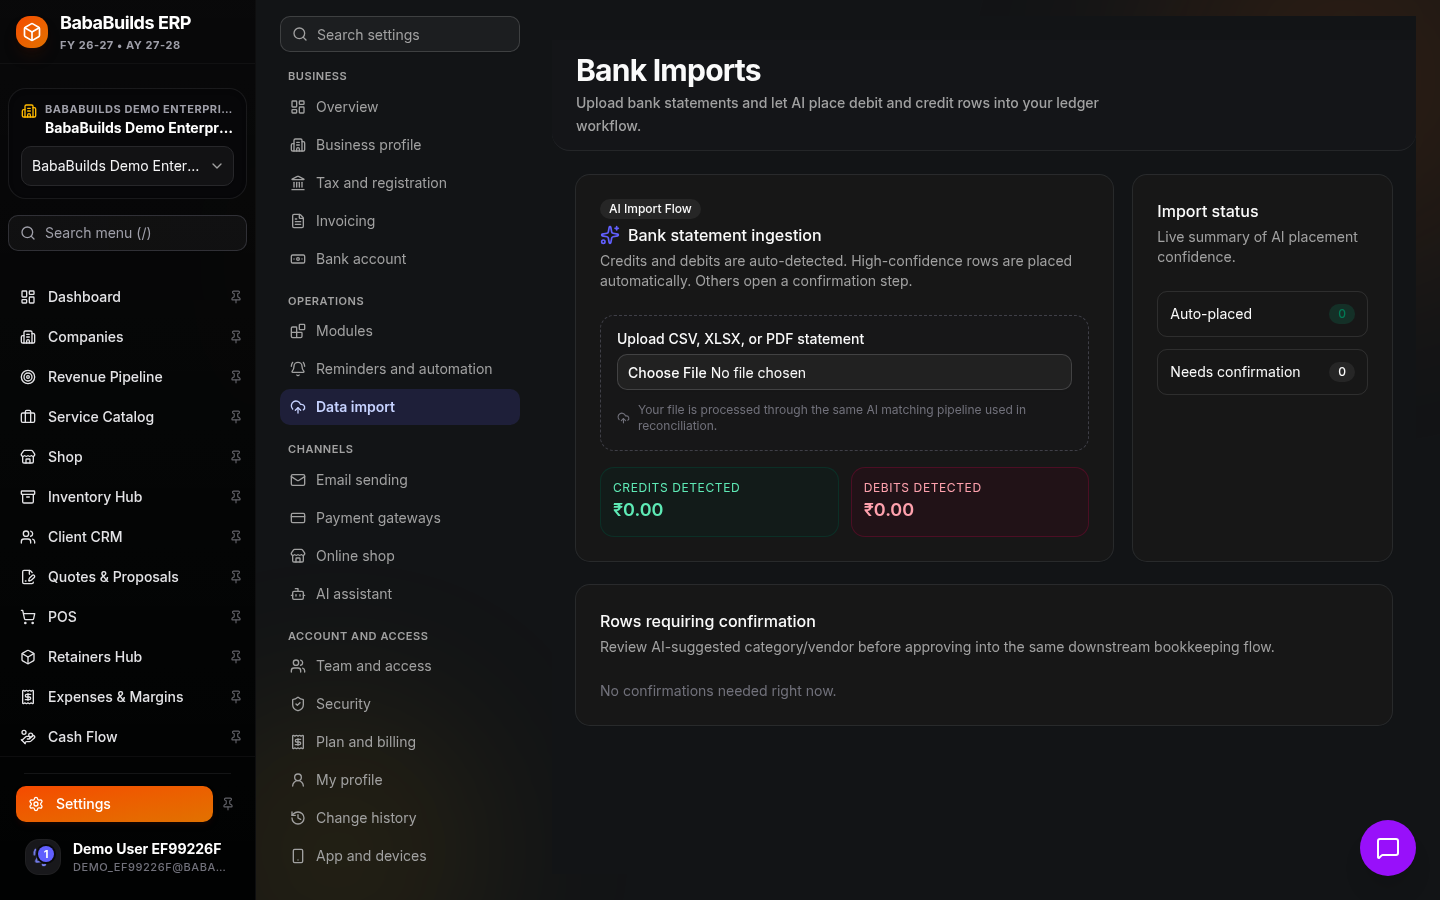 BabaBuilds ERP
FY 26-27 • AY 27-28
BABABUILDS DEMO ENTERPRI...
BabaBuilds Demo Enterpr...
BabaBuilds Demo Enter...
Search menu (/)
Dashboard
Companies
Revenue Pipeline
Service Catalog
Shop
Inventory Hub
Client CRM
Quotes & Proposals
POS
Retainers Hub
Expenses & Margins
Cash Flow
Settings
1
Demo User EF99226F
DEMO_EF99226F@BABA...
Search settings
BUSINESS
Overview
Business profile
Tax and registration
Invoicing
Bank account
OPERATIONS
Modules
Reminders and automation
Data import
CHANNELS
Email sending
Payment gateways
Online shop
AI assistant
ACCOUNT AND ACCESS
Team and access
Security
Plan and billing
My profile
Change history
App and devices
Bank Imports
Upload bank statements and let AI place debit and credit rows into your ledger
workflow.
AI Import Flow
Bank statement ingestion
Credits and debits are auto-detected. High-confidence rows are placed
automatically. Others open a confirmation step.
Upload CSV, XLSX, or PDF statement
Choose File No file chosen
Your file is processed through the same AI matching pipeline used in
reconciliation.
CREDITS DETECTED
₹0.00
DEBITS DETECTED
₹0.00
Import status
Live summary of AI placement
confidence.
Auto-placed 0
Needs confirmation 0
Rows requiring confirmation
Review AI-suggested category/vendor before approving into the same downstream bookkeeping flow.
No confirmations needed right now.